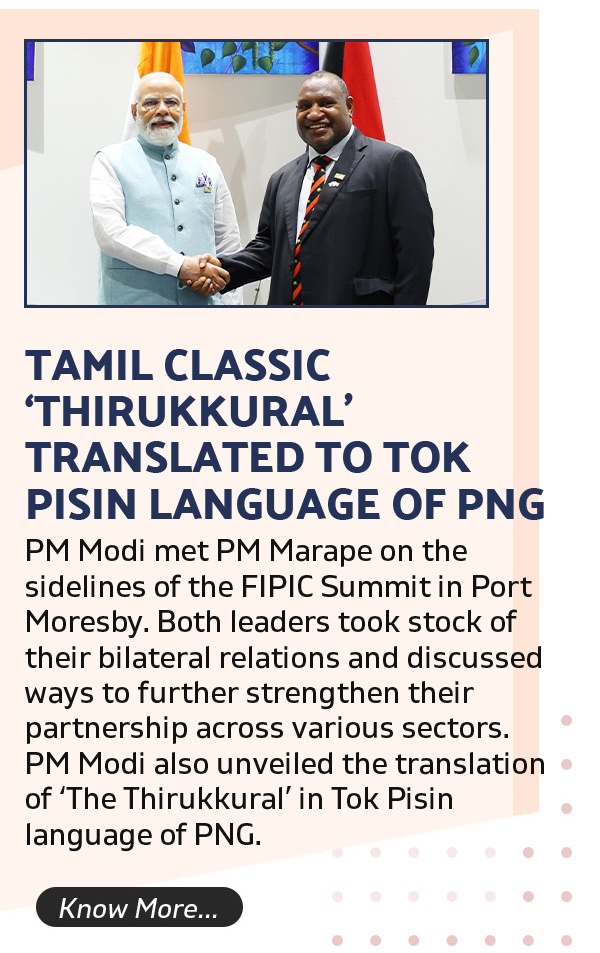 TAMIL CLASSIC
‘THIRUKKURAL’
TRANSLATED TO TOK
PISIN LANGUAGE OF PNG
PM Modi met PM Marape on the
sidelines of the FIPIC Summit in Port
Moresby. Both leaders took stock of
their bilateral relations and discussed
ways to further strengthen their
partnership across various sectors.
PM Modi also unveiled the translation
of ‘The Thirukkural’ in Tok Pisin
language of PNG.
Know More...